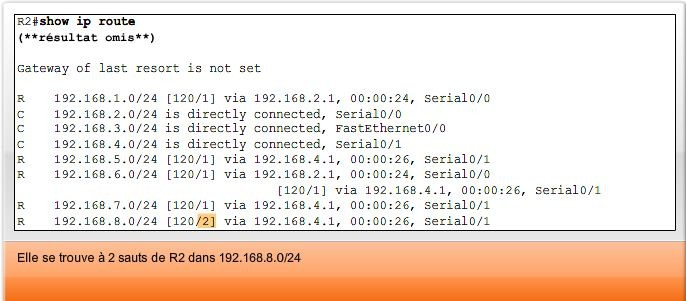 R2#show ip route
(**résultat omis**)
Gateway of last resort is not set
R 192.168.1.0/24 [120/1] via 192.168.2.1, 00:00:24, Serial0/0
C 192.168.2.0/24 is directly connected, Serial0/0
C 192.168.3.0/24 is directly connected, FastEthernet0/0
C 192.168.4.0/24 is directly connected, Serial0/1
R 192.168.5.0/24 [120/1] via 192.168.4.1, 00:00:26, Serial0/1
R 192.168.6.0/24 [120/1] via 192.168.2.1, 00:00:24, Serial0/0
[120/1] via 192.168.4.1, 00:00:26, Serial0/1
R 192.168.7.0/24 [120/1] via 192.168.4.1, 00:00:26, Serial0/1
R 192.168.8.0/24 [120/2] via 192.168.4.1, 00:00:26, Serial0/1
Elle se trouve à 2 sauts de R2 dans 192.168.8.0/24